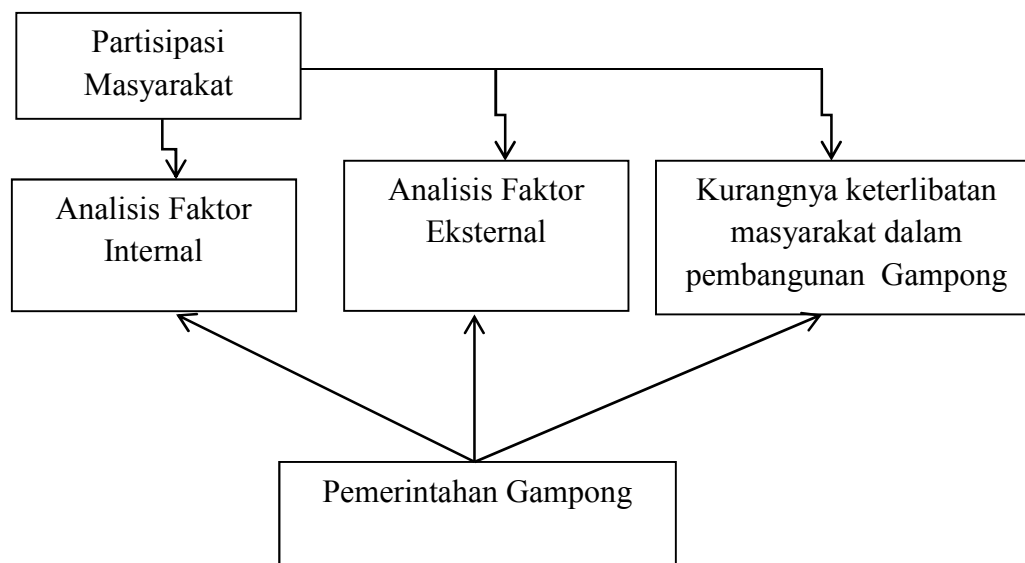 Partisipasi
Masyarakat
Analisis Faktor
Internal
Analisis Faktor
Eksternal
Kurangnya keterlibatan
masyarakat dalam
pembangunan  Gampong
Pemerintahan Gampong